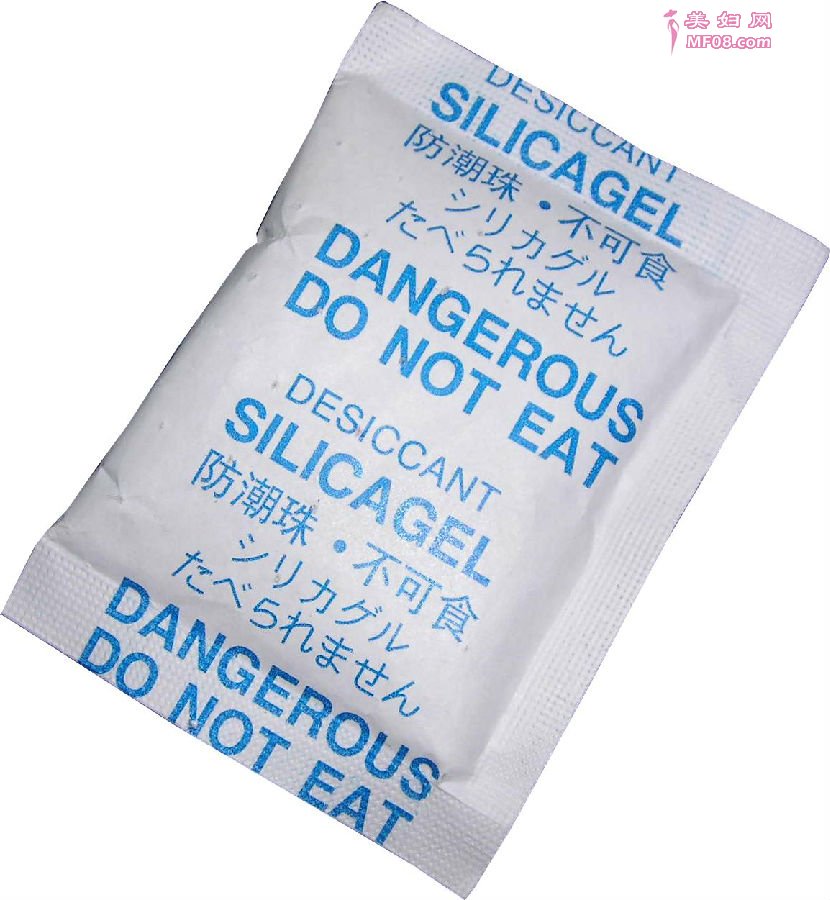 美妇网
MF08.com
DESICCANT
SILICAGEL
防潮珠・不可食
シリカゲル
たべられません
DANGEROUS
DO NOT EAT
DESICCANT
SILICAGEL
防潮珠・不可食
シリカゲル
たべられません
DANGEROUS
DO NOT EAT